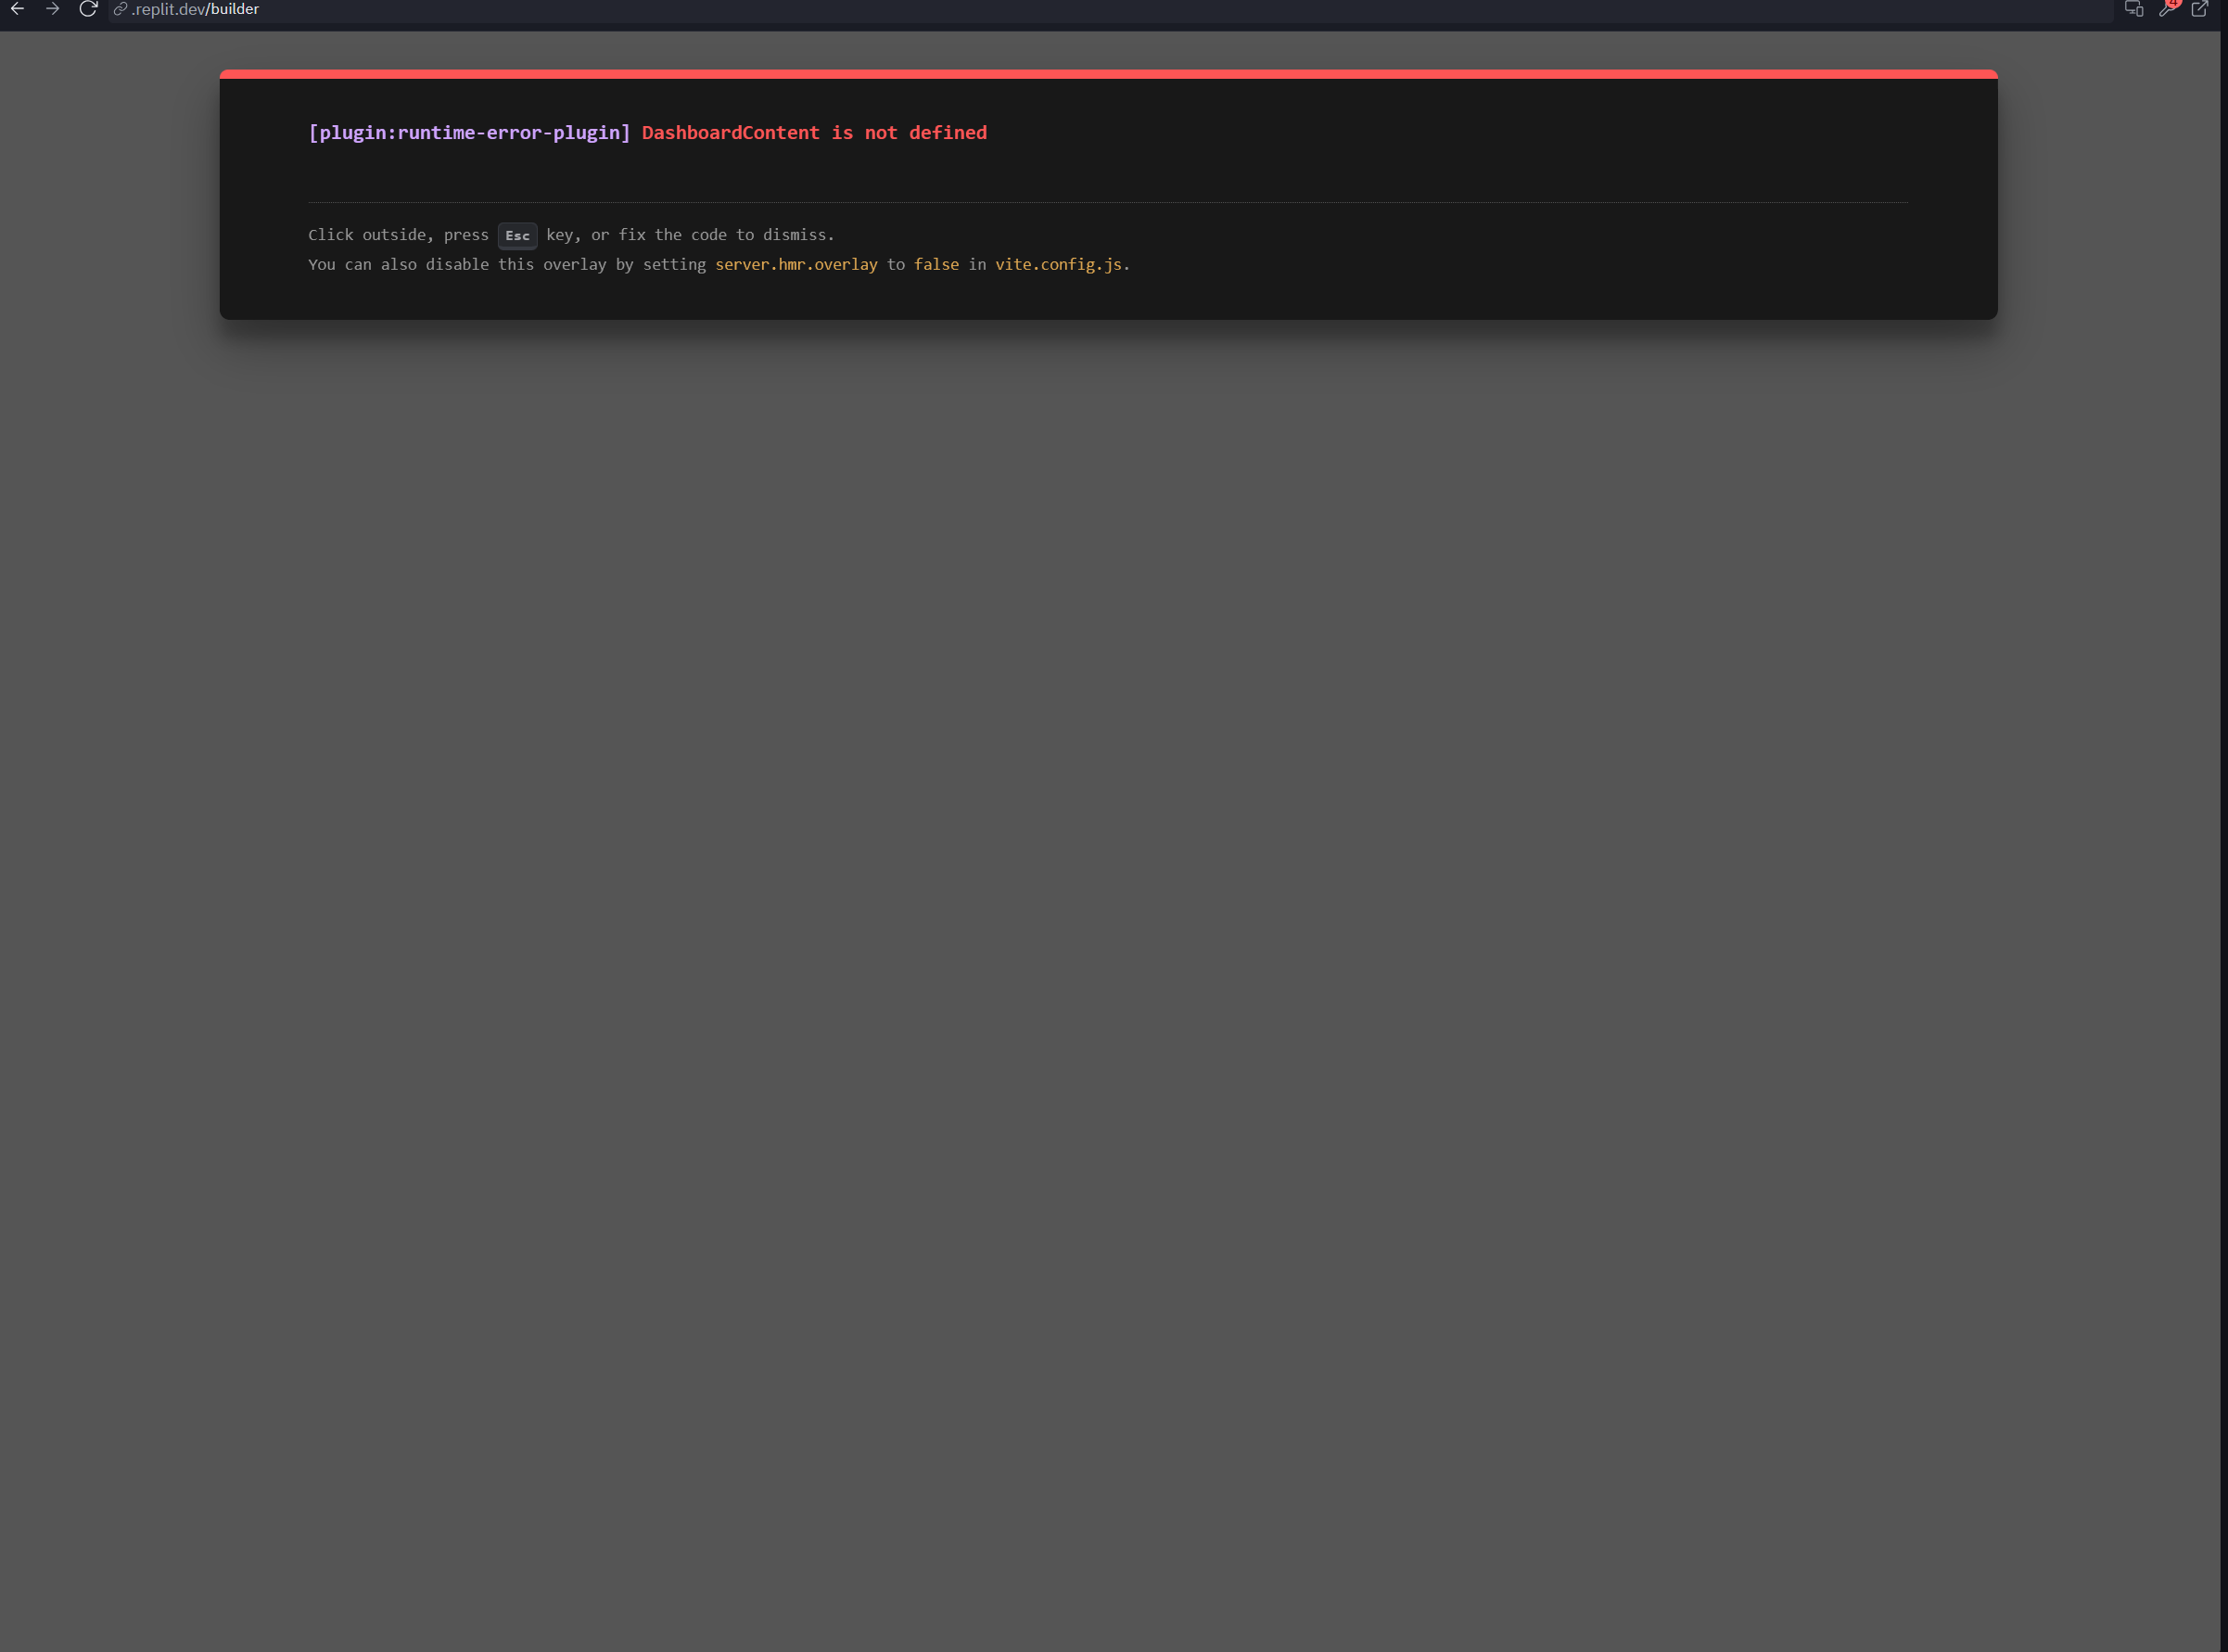 .replit.dev/builder
4
[plugin:runtime-error-plugin] DashboardContent is not defined
Click outside, press Esc key, or fix the code to dismiss.
You can also disable this overlay by setting server.hmr.overlay to false in vite.config.js.